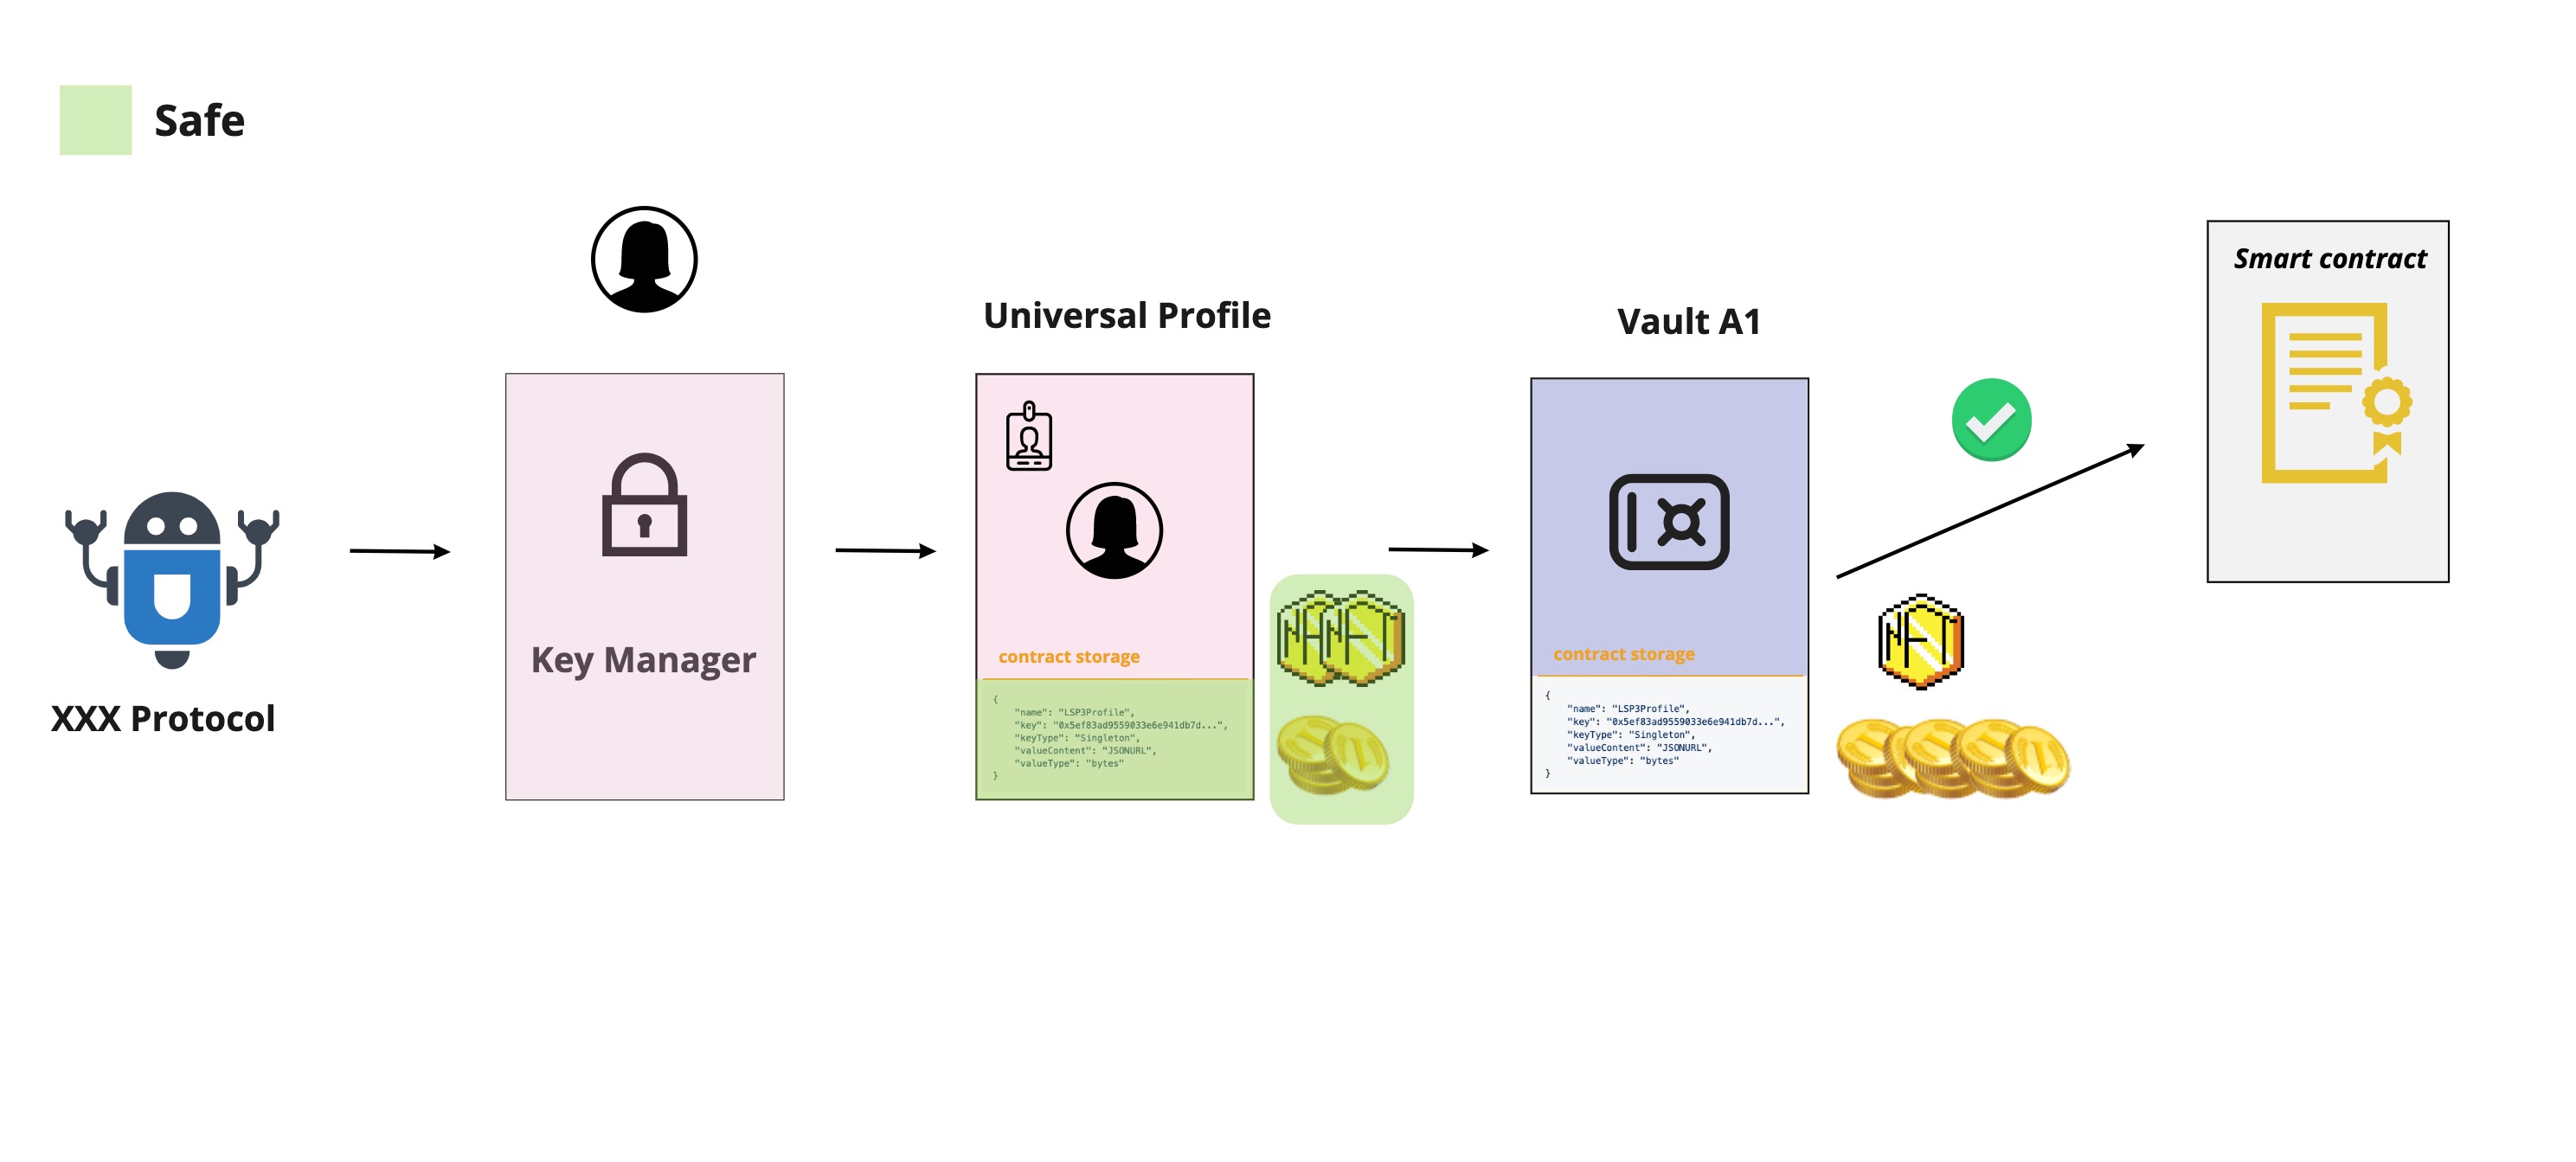 Safe
Smart contract
Universal Profile
Vault A1
Key Manager
XXX Protocol
contract storage
{
"name": "LSP3Profile",
"key": "0x5ef83ad9559033e6e941db7d...",
"keyType": "Singleton",
"valueContent": "JSONURL",
"valueType": "bytes"
}
NFT
NFT
contract storage
{
"name": "LSP3Profile",
"key": "0x5ef83ad9559033e6e941db7d...",
"keyType": "Singleton",
"valueContent": "JSONURL",
"valueType": "bytes"
}
NFT